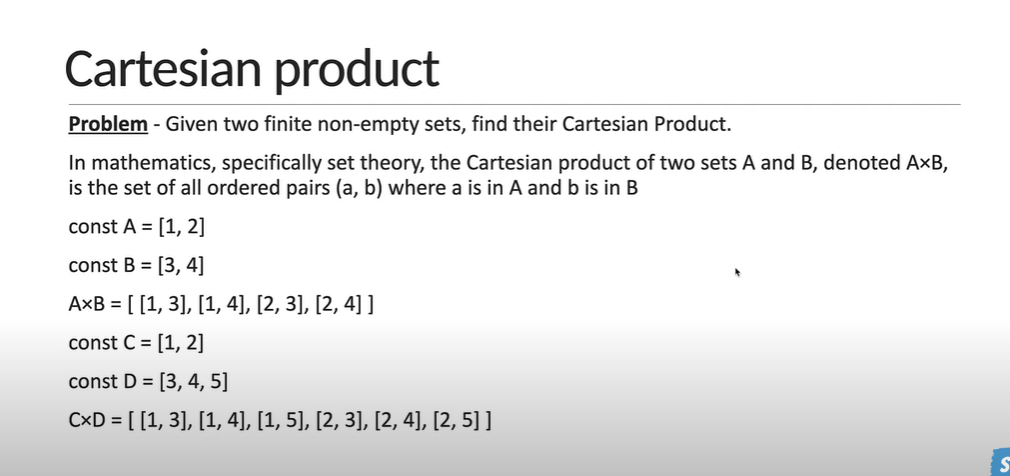 Cartesian product
Problem - Given two finite non-empty sets, find their Cartesian Product.
In mathematics, specifically set theory, the Cartesian product of two sets A and B, denoted A×B,
is the set of all ordered pairs (a, b) where a is in A and b is in B
const A = [1, 2]
const B = [3, 4]
A×B = [ [1, 3], [1, 4], [2, 3], [2, 4] ]
const C = [1, 2]
const D = [3, 4, 5]
C×D = [ [1, 3], [1, 4], [1, 5], [2, 3], [2, 4], [2, 5] ]
S